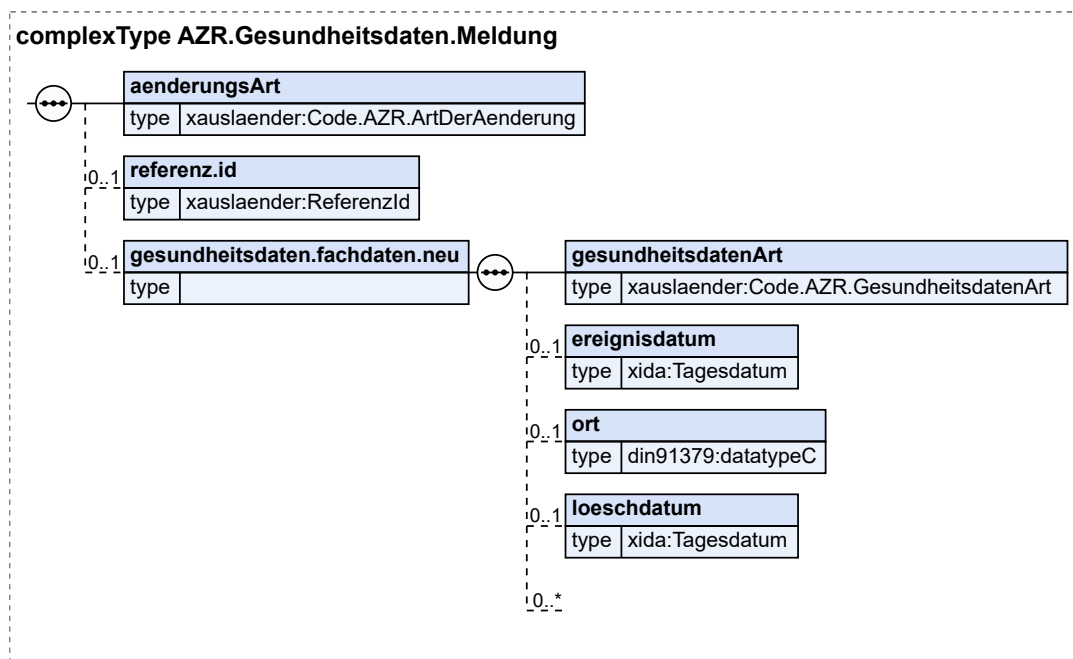 complexType AZR.Gesundheitsdaten.Meldung
aenderungsArt
type xauslaender:Code.AZR.ArtDerAenderung
0..1
referenz.id
type xauslaender:ReferenzId
0..1
gesundheitsdaten.fachdaten.neu
type
gesundheitsdatenArt
type xauslaender:Code.AZR.GesundheitsdatenArt
0..1
ereignisdatum
type xida:Tagesdatum
0..1
ort
type din91379:datatypeC
0..1
loeschdatum
type xida:Tagesdatum
0..*